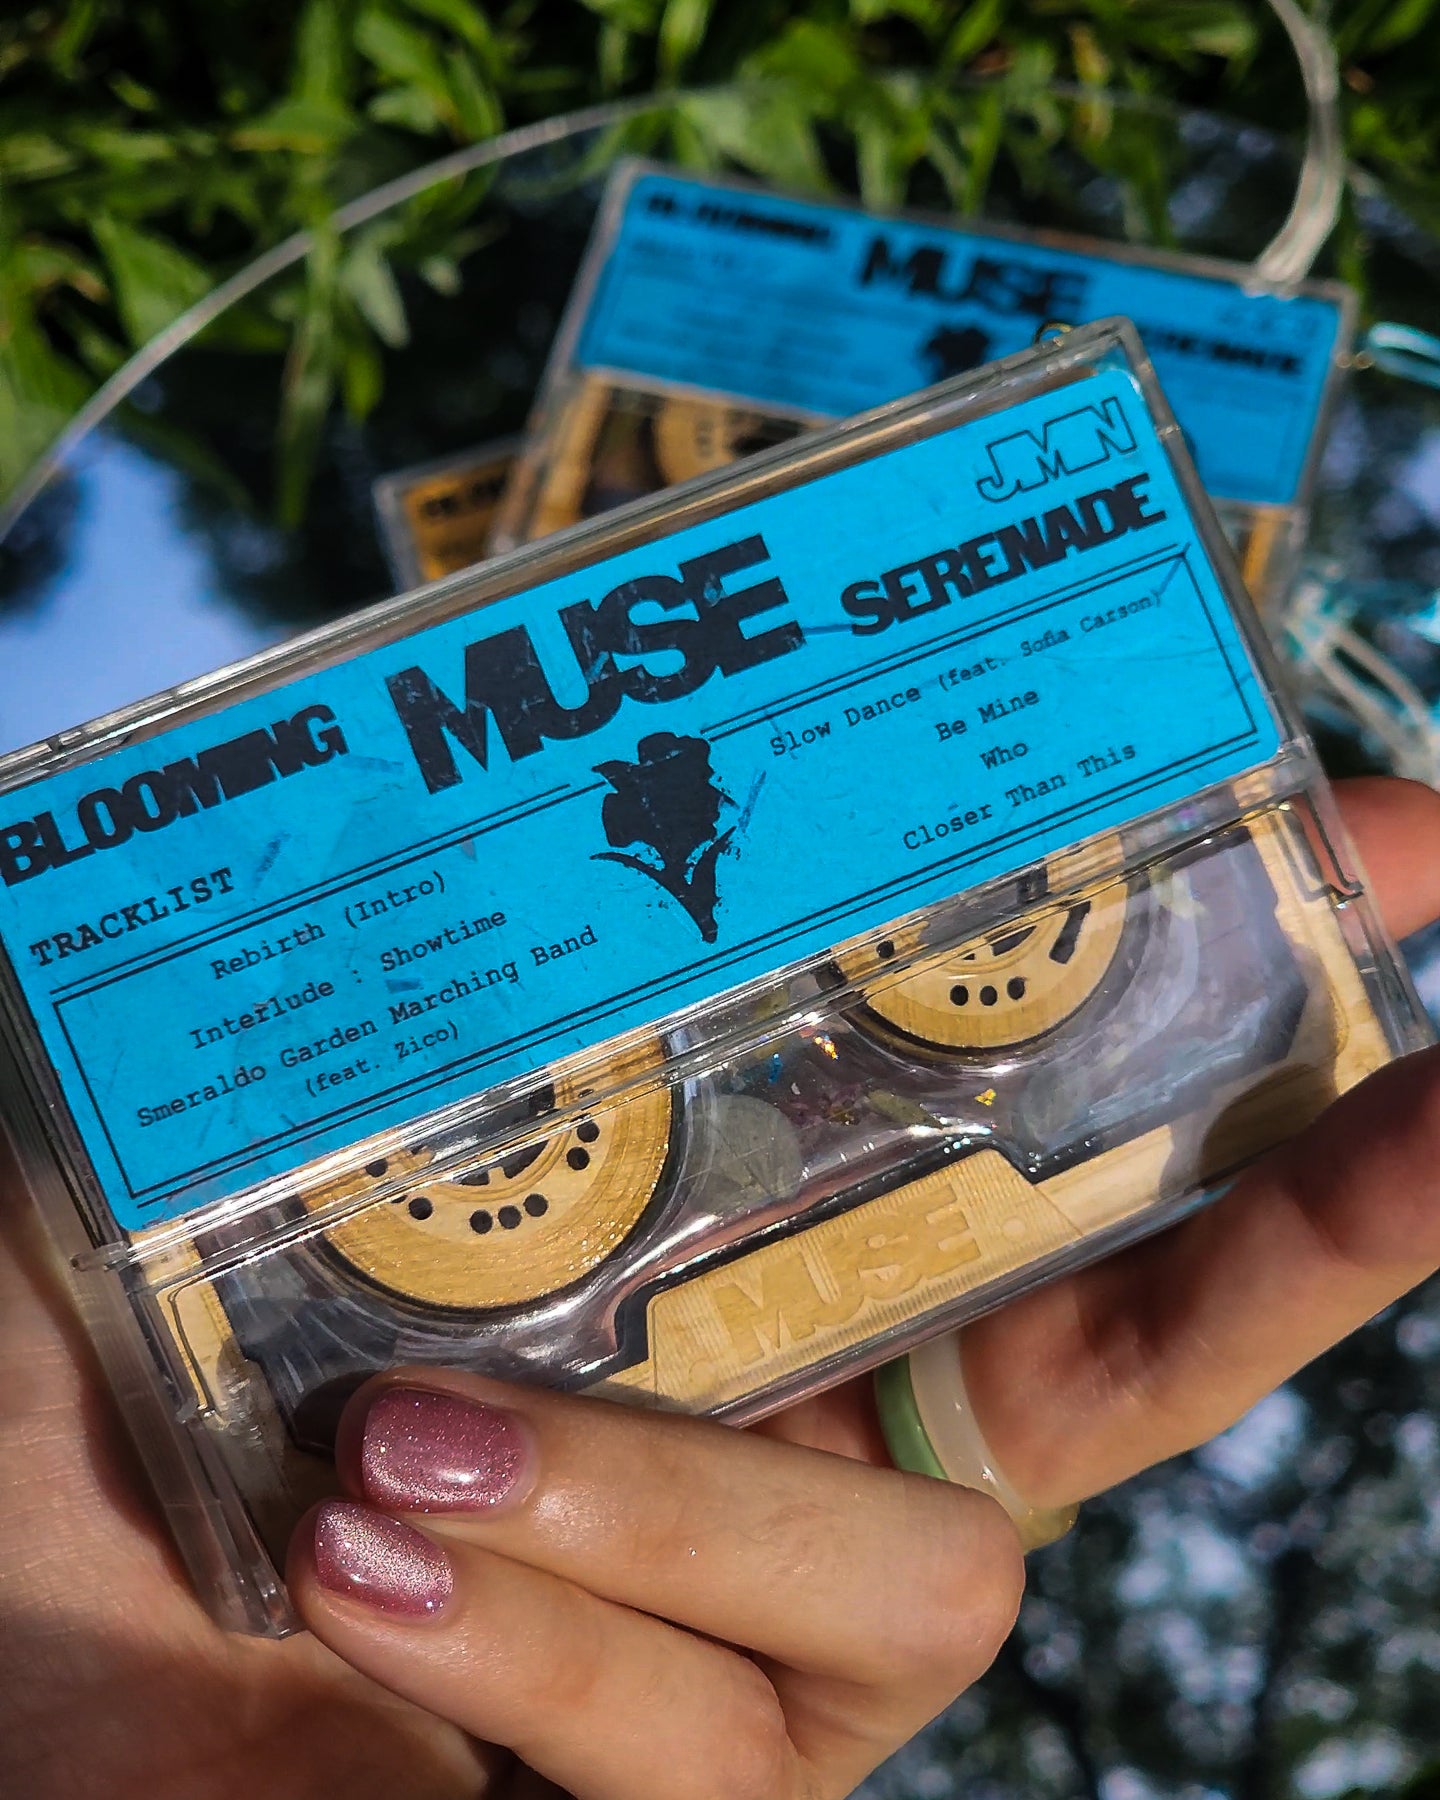 MUSE
JMN
BLOOMING MUSE SERENADE
TRACKLIST
Rebirth (Intro)
Interlude : Showtime
Smeraldo Garden Marching Band
(feat. Zico)
Slow Dance (feat. Sofia Carson)
Be Mine
Who
Closer Than This
MUSE